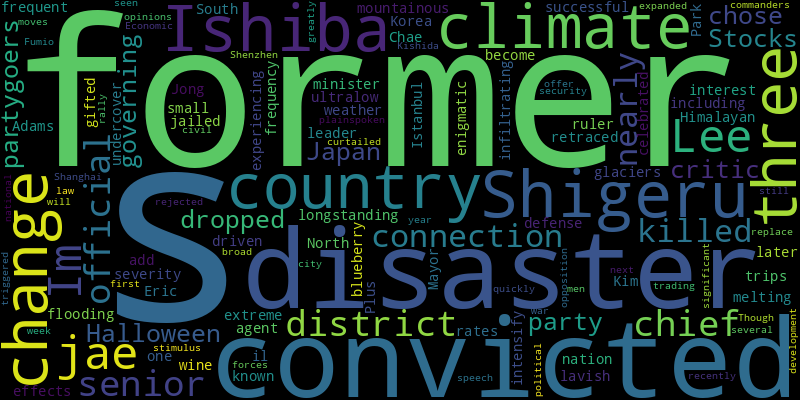 frequent
moves
seen
opinions
Economic
Fumio
South
Ishiba
greatly
mountainous
Korea
Chae
Kishida
successful
expanded
commanders
climate
Park
chose
Stocks
former
partygoers
Adams
gifted
rally
undercover
governing
Shenzhen
Jong
small
jailed
civil
experiencing
frequency
minister
ultralow
weather
plainspoken
leader
curtailed
Japan
Istanbul
enigmatic
become
infiltrating
offer
security
ruler
retraced
nearly
celebrated
interest
including
Himalayan
Lee
three
glaciers
critic
Shanghai
national
law
will
change
Im
official
S
rejected
country
Shigeru
dropped
longstanding
year
connection
defense
killed
still
replace
later
trips
melting
triggered
add
severity
first
Eric
driven
broad
North
city
blueberry
Plus
disaster
Mayor
quickly
war
opposition
men
next
Kim
trading
significant
Though
several
development
flooding
week
Halloween
extreme
agent
district
rates
intensify
party
chief
nation
lavish
political
recently
jae
stimulus
one
wine
il
forces
known
effects
senior
convicted
speech